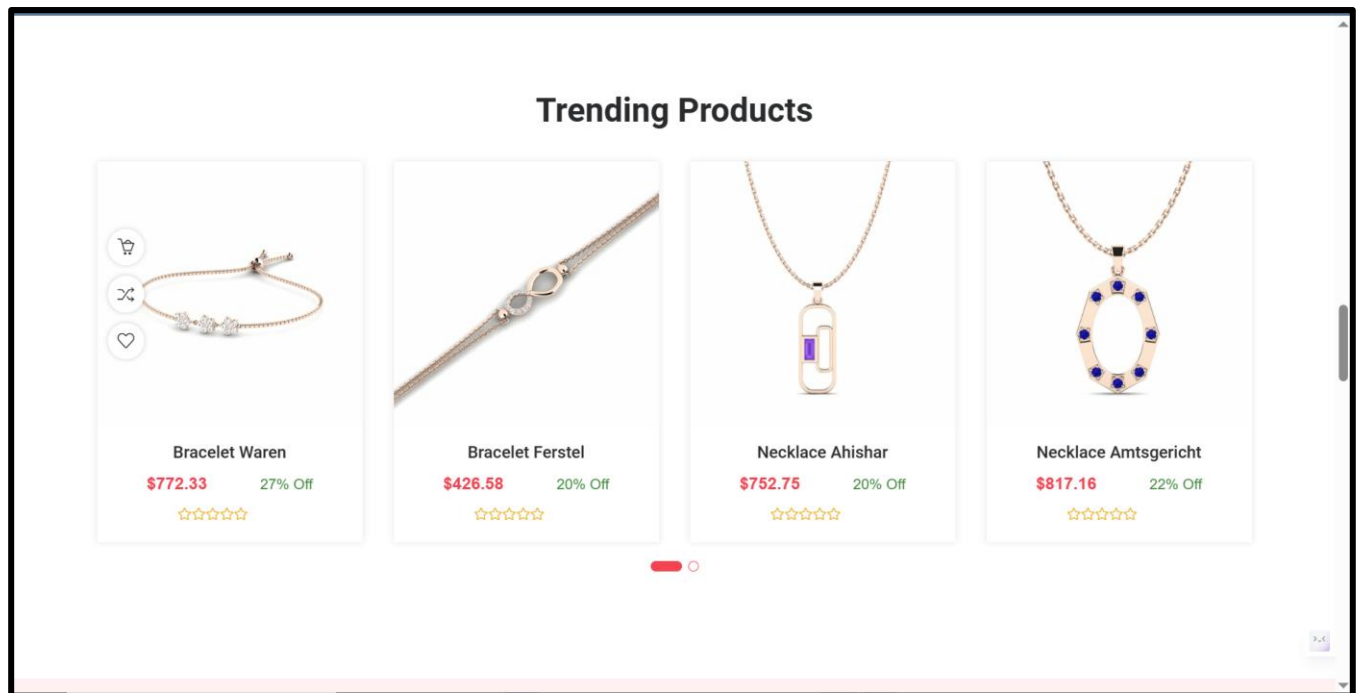 Trending Products
Bracelet Waren
$772.33 27% Off
Bracelet Ferstel
$426.58 20% Off
Necklace Ahishar
$752.75 20% Off
Necklace Amtsgericht
$817.16 22% Off